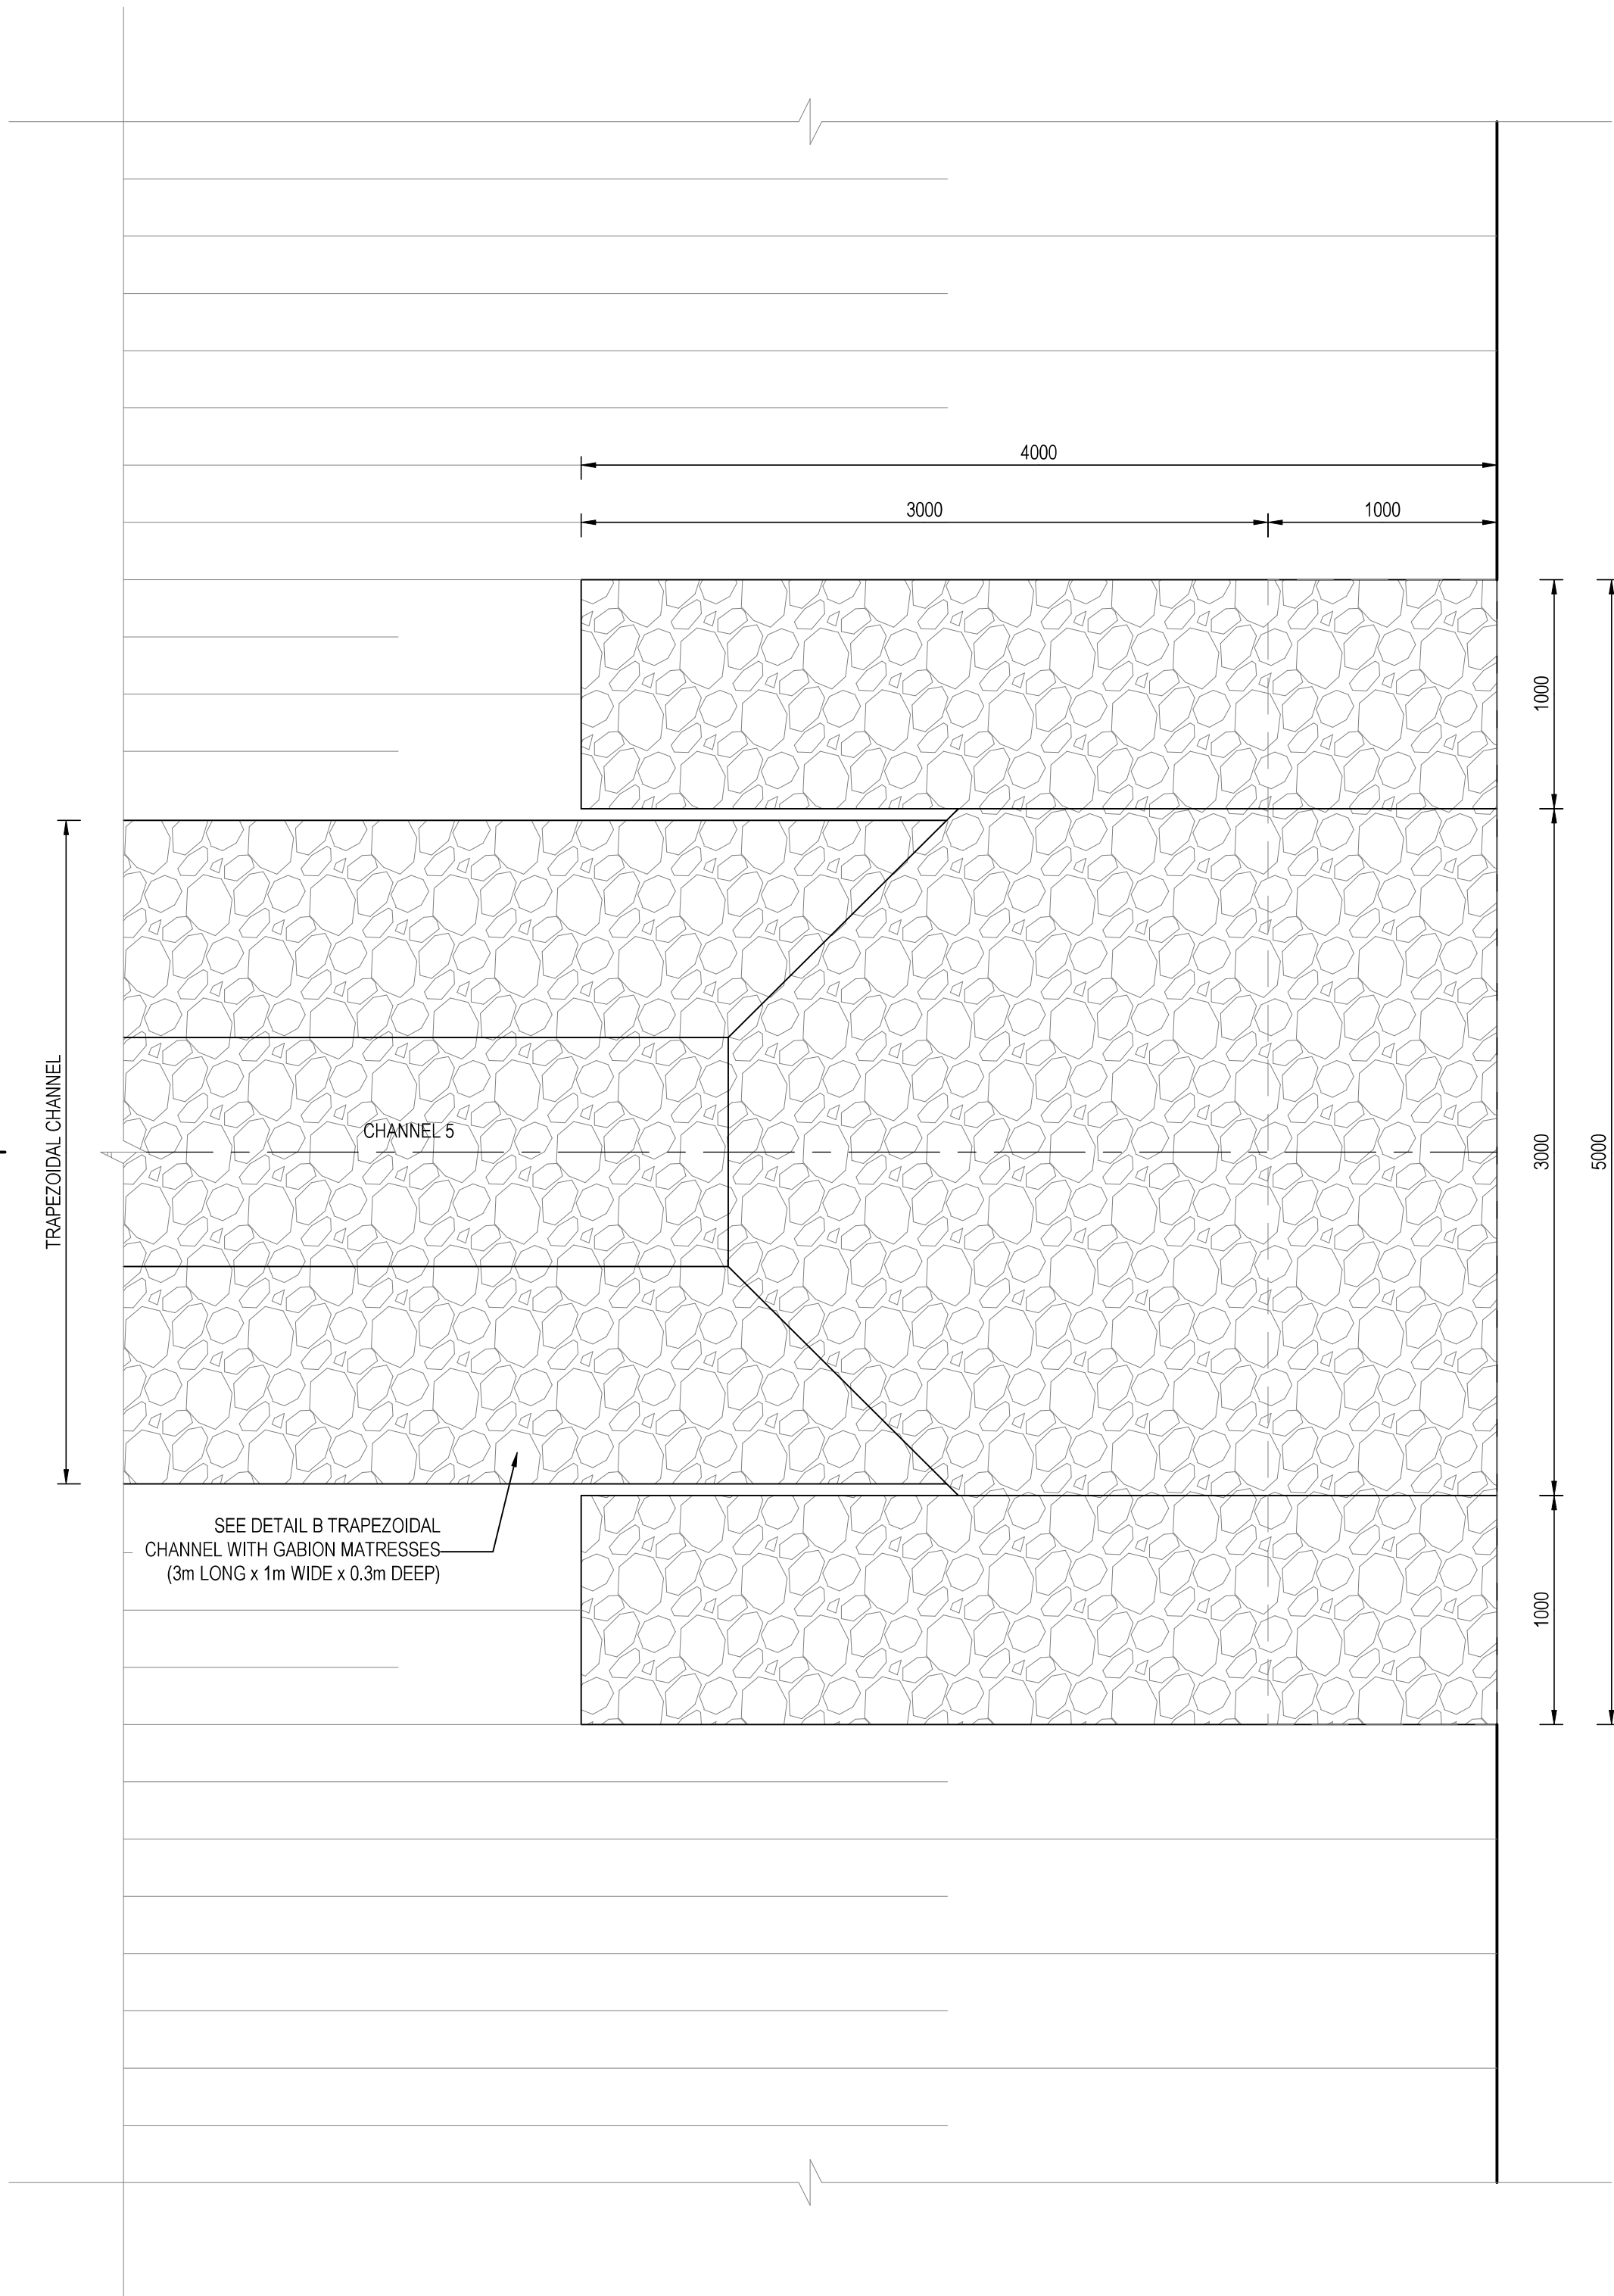 4000
3000
1000
1000
3000
5000
1000
TRAPEZOIDAL CHANNEL
CHANNEL 5
SEE DETAIL B TRAPEZOIDAL
CHANNEL WITH GABION MATRESSES
(3m LONG x 1m WIDE x 0.3m DEEP)